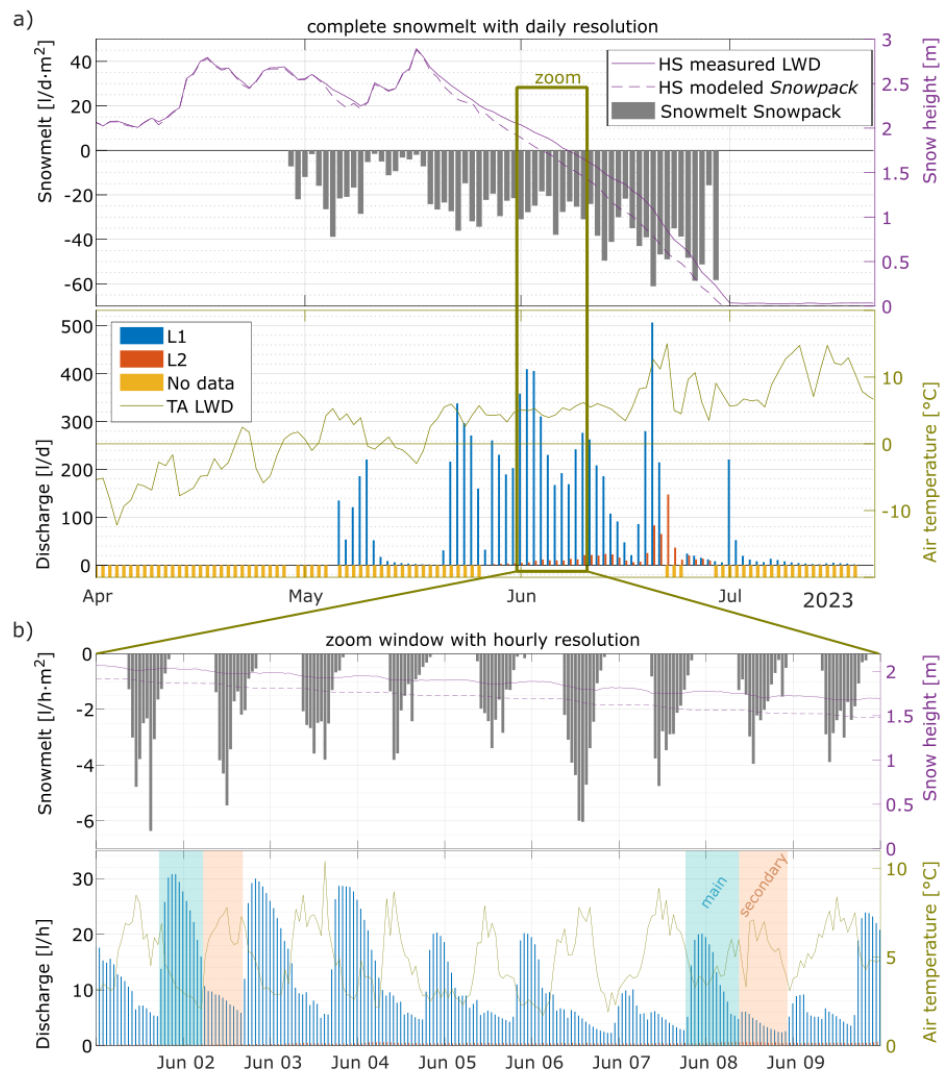 a)
complete snowmelt with daily resolution
Snowmelt [l/d·m²]
40
20
0
-20
-40
-60
zoom
HS measured LWD
HS modeled Snowpack
Snowmelt Snowpack
3
2.5
2
1.5
1
0.5
0
Snow height [m]
L1
L2
No data
TA LWD
Discharge [l/d]
500
400
300
200
100
0
10
0
-10
Air temperature [°C]
Apr
May
Jun
Jul
2023
b)
zoom window with hourly resolution
Snowmelt [l/h·m²]
0
-2
-4
-6
2
1.5
1
0.5
0
Snow height [m]
main
secondary
Discharge [l/h]
30
20
10
0
10
5
0
Air temperature [°C]
Jun 02
Jun 03
Jun 04
Jun 05
Jun 06
Jun 07
Jun 08
Jun 09